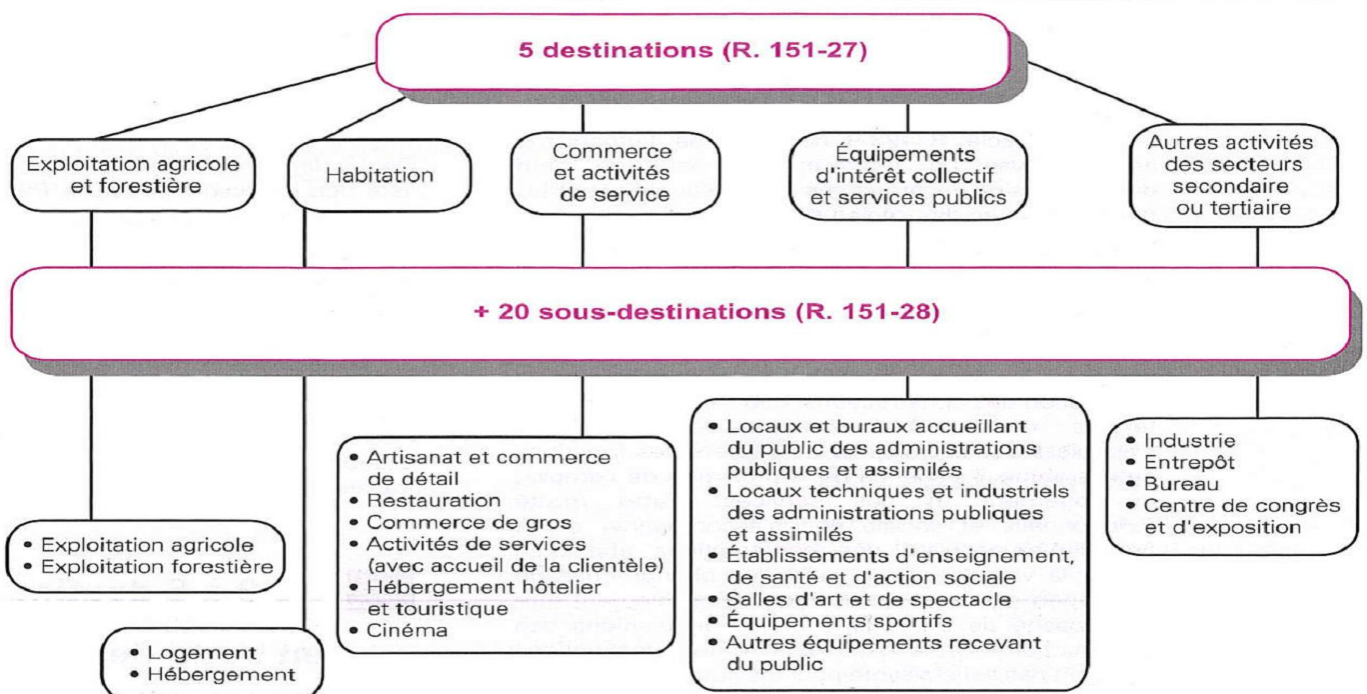 5 destinations (R. 151-27)
Exploitation agricole
et forestière
Habitation
Commerce
et activités
de service
Équipements
d'intérêt collectif
et services publics
Autres activités
des secteurs
secondaire
ou tertiaire
+ 20 sous-destinations (R. 151-28)
• Exploitation agricole
• Exploitation forestière
• Logement
• Hébergement
• Artisanat et commerce
de détail
• Restauration
• Commerce de gros
• Activités de services
(avec accueil de la clientèle)
• Hébergement hôtelier
et touristique
• Cinéma
• Locaux et buraux accueillant
du public des administrations
publiques et assimilés
• Locaux techniques et industriels
des administrations publiques
et assimilés
• Établissements d'enseignment,
de santé et d'action sociale
• Salles d'art et de spectacle
• Équipements sportifs
• Autres équipements recevant
du public
• Industrie
• Entrepôt
• Bureau
• Centre de congrès
et d'exposition